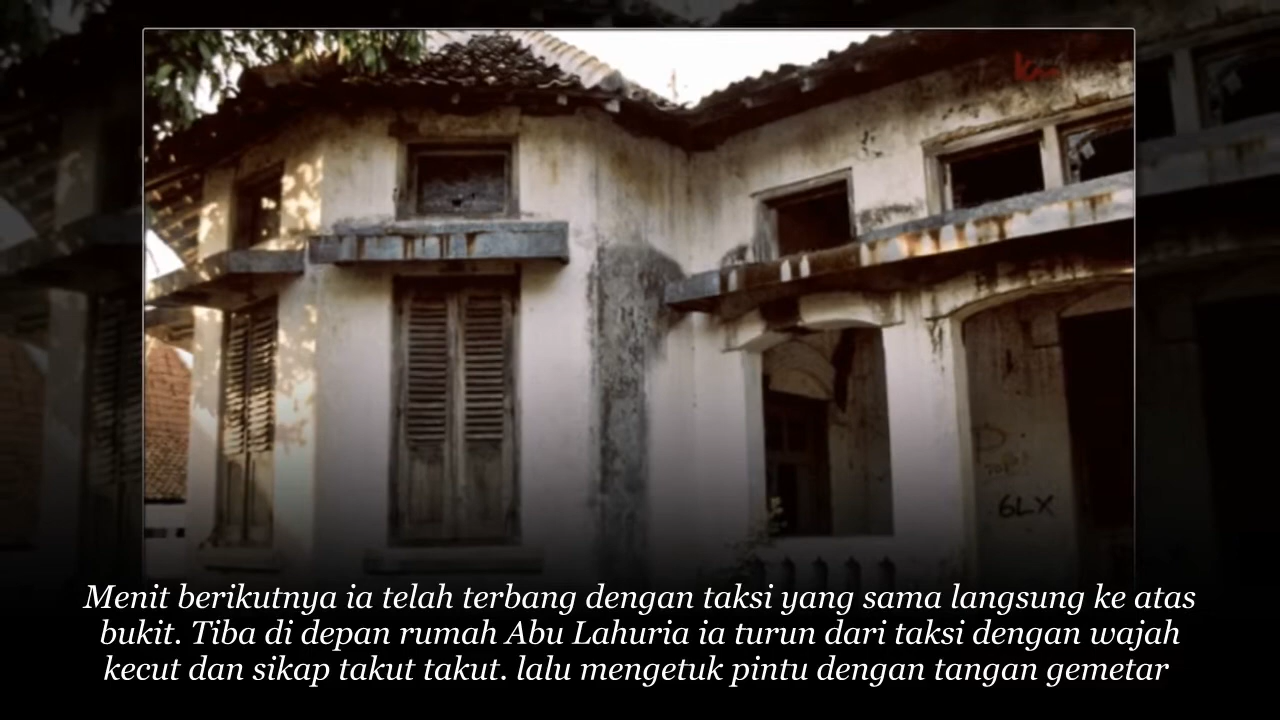 6LX
Menit berikutnya ia telah terbang dengan taksi yang sama langsung ke atas
bukit. Tiba di depan rumah Abu Lahuria ia turun dari taksi dengan wajah
kecut dan sikap takut takut. lalu mengetuk pintu dengan tangan gemetar